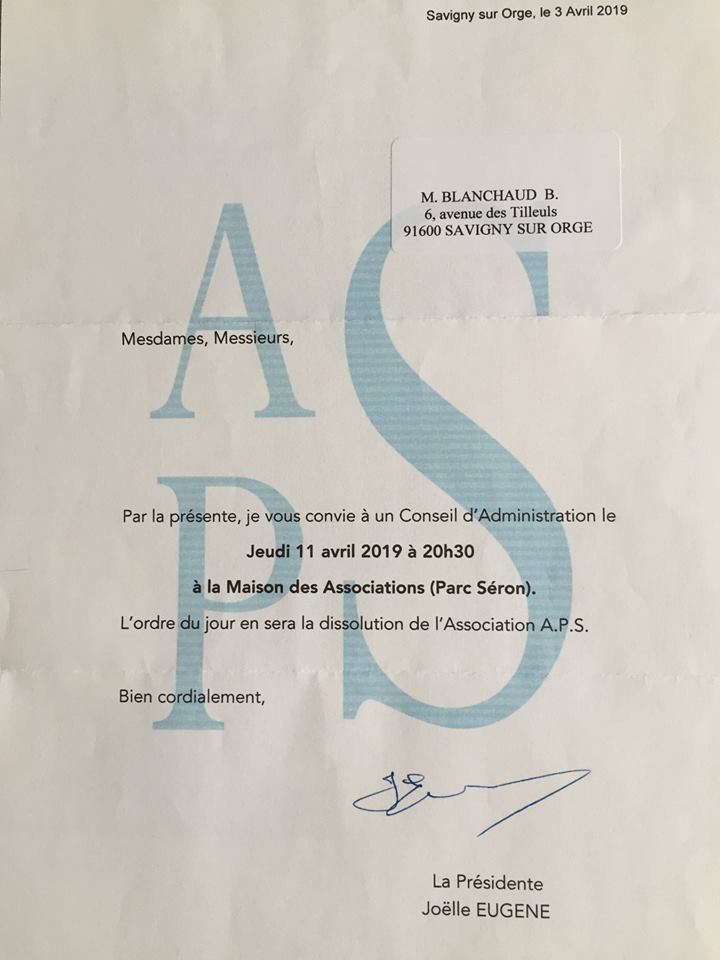 Savigny sur Orge, le 3 Avril 2019
M. BLANCHAUD B.
6, avenue des Tilleuls
91600 SAVIGNY SUR ORGE
A
S
P
Mesdames, Messieurs,
Par la présente, je vous convie à un Conseil d'Administration le
Jeudi 11 avril 2019 à 20h30
à la Maison des Associations (Parc Séron).
L'ordre du jour en sera la dissolution de l'Association A.P.S.
Bien cordialement,
La Présidente
Joëlle EUGENE